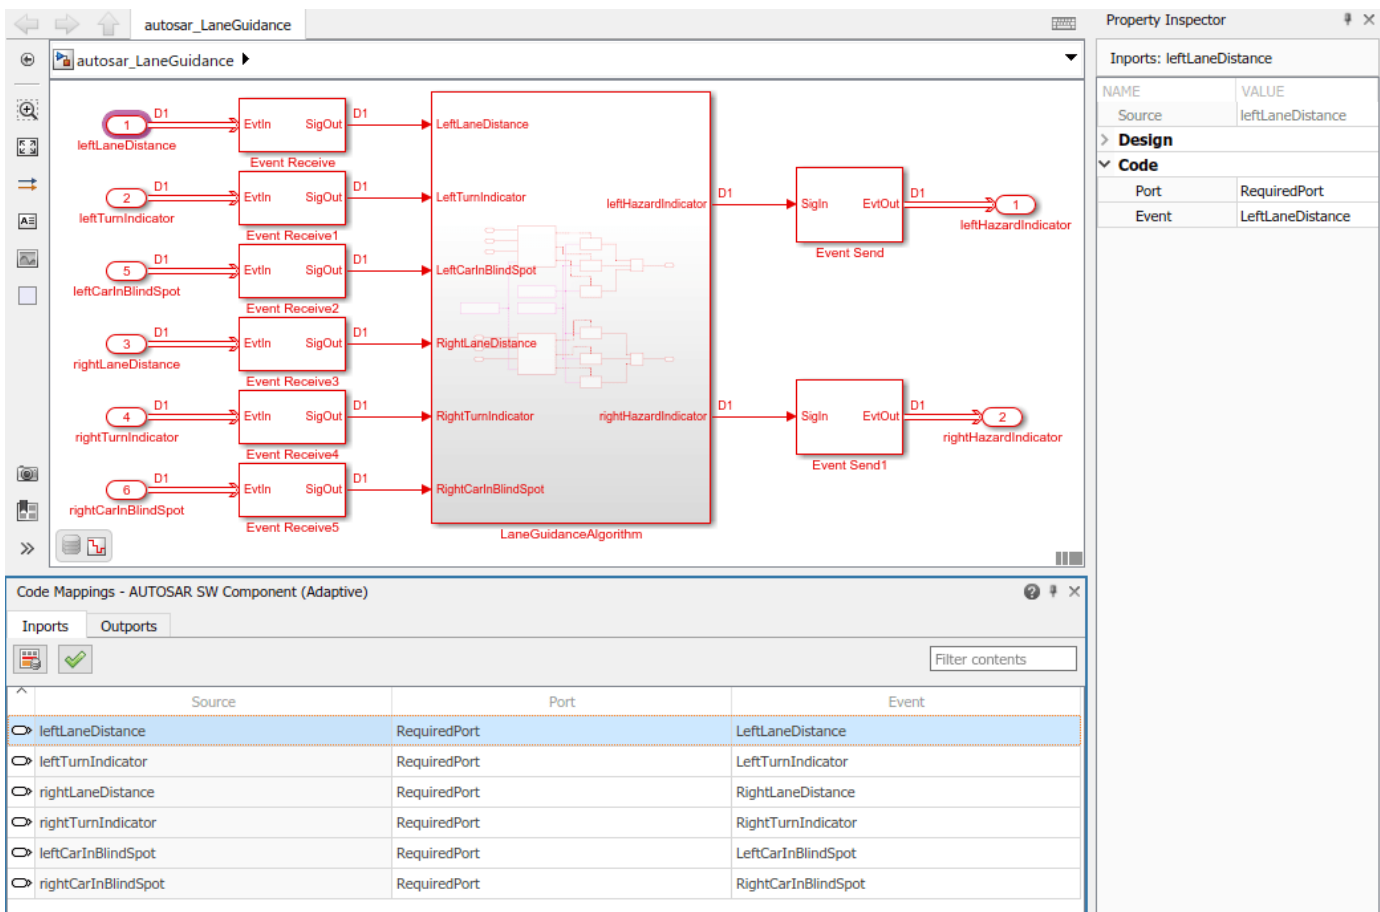 autosar_LaneGuidance
autosar_LaneGuidance
1
D1
leftLaneDistance
EvtIn
SigOut
D1
Event Receive
2
D1
leftTurnIndicator
EvtIn
SigOut
D1
Event Receive1
5
D1
leftCarInBlindSpot
EvtIn
SigOut
D1
Event Receive2
3
D1
rightLaneDistance
EvtIn
SigOut
D1
Event Receive3
4
D1
rightTurnIndicator
EvtIn
SigOut
D1
Event Receive4
6
D1
rightCarInBlindSpot
EvtIn
SigOut
D1
Event Receive5
LeftLaneDistance
LeftTurnIndicator
LeftCarInBlindSpot
RightLaneDistance
RightTurnIndicator
RightCarInBlindSpot
leftHazardIndicator
rightHazardIndicator
LaneGuidanceAlgorithm
D1
SigIn
EvtOut
D1
Event Send
1
leftHazardIndicator
D1
SigIn
EvtOut
D1
Event Send1
2
rightHazardIndicator
Property Inspector
Inports: leftLaneDistance
NAME VALUE
Source leftLaneDistance
Design
Code
Port RequiredPort
Event LeftLaneDistance
Code Mappings - AUTOSAR SW Component (Adaptive)
Inports Outports
Filter contents
Source Port Event
leftLaneDistance RequiredPort LeftLaneDistance
leftTurnIndicator RequiredPort LeftTurnIndicator
rightLaneDistance RequiredPort RightLaneDistance
rightTurnIndicator RequiredPort RightTurnIndicator
leftCarInBlindSpot RequiredPort LeftCarInBlindSpot
rightCarInBlindSpot RequiredPort RightCarInBlindSpot